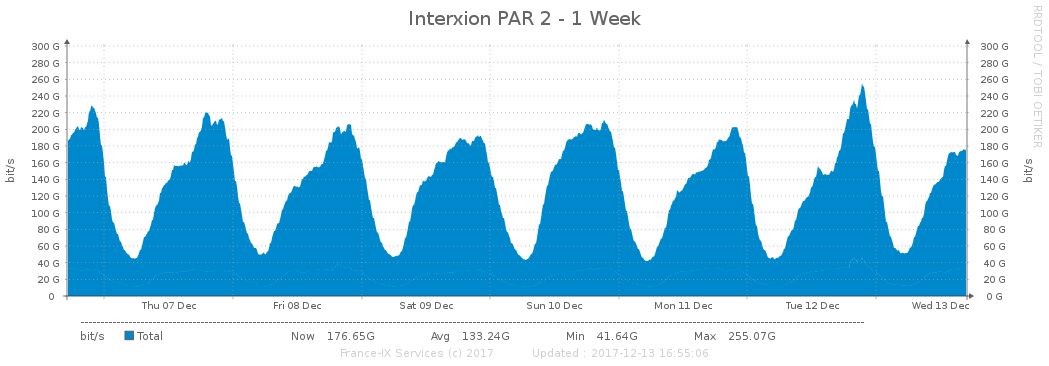 Interxion PAR 2 - 1 Week
RRDTOOL / TOBI OETIKER
300 G 300 G
280 G 280 G
260 G 260 G
240 G 240 G
220 G 220 G
200 G 200 G
180 G 180 G
160 G 160 G
140 G 140 G
120 G 120 G
100 G 100 G
80 G 80 G
60 G 60 G
40 G 40 G
20 G 20 G
0 0 G
bit/s bit/s
Thu 07 Dec Fri 08 Dec Sat 09 Dec Sun 10 Dec Mon 11 Dec Tue 12 Dec Wed 13 Dec
bit/s Total Now 176.65G Avg 133.24G Min 41.64G Max 255.07G
France-IX Services (c) 2017 Updated : 2017-12-13 16:55:06